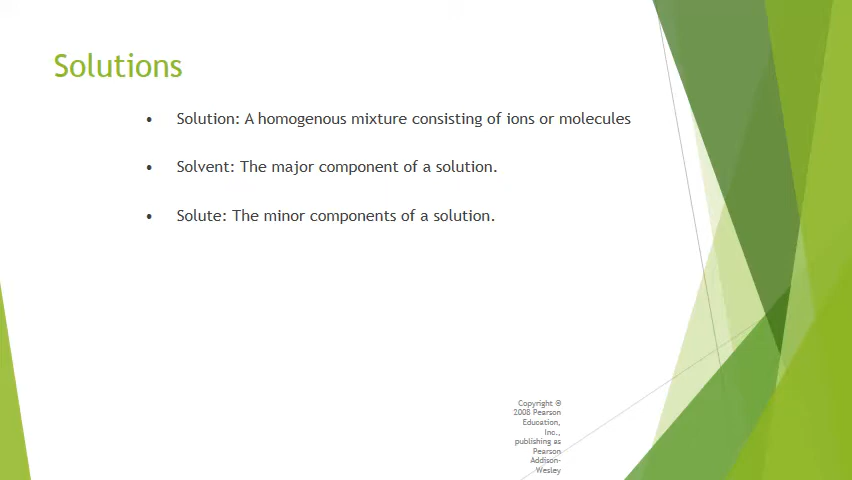 Solutions
• Solution: A homogenous mixture consisting of ions or molecules
• Solvent: The major component of a solution.
• Solute: The minor components of a solution.
Copyright ©
2008 Pearson
Education,
Inc.,
publishing as
Pearson
Addison-
Wesley